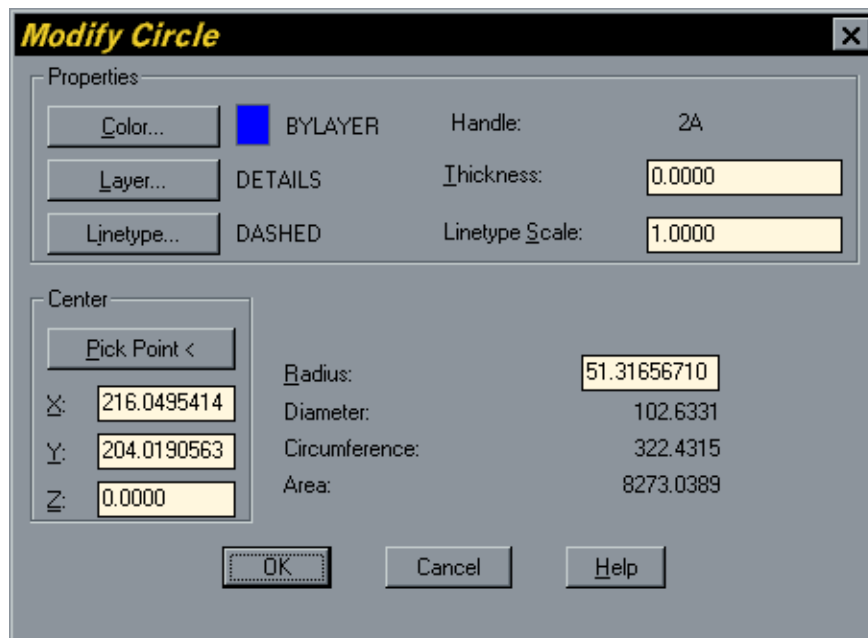 Modify Circle
Properties
Color... BYLAYER Handle: 2A
Layer... DETAILS Thickness: 0.0000
Linetype... DASHED Linetype Scale: 1.0000
Center
Pick Point <
X: 216.0495414
Y: 204.0190563
Z: 0.0000
Radius: 51.31656710
Diameter: 102.6331
Circumference: 322.4315
Area: 8273.0389
OK Cancel Help